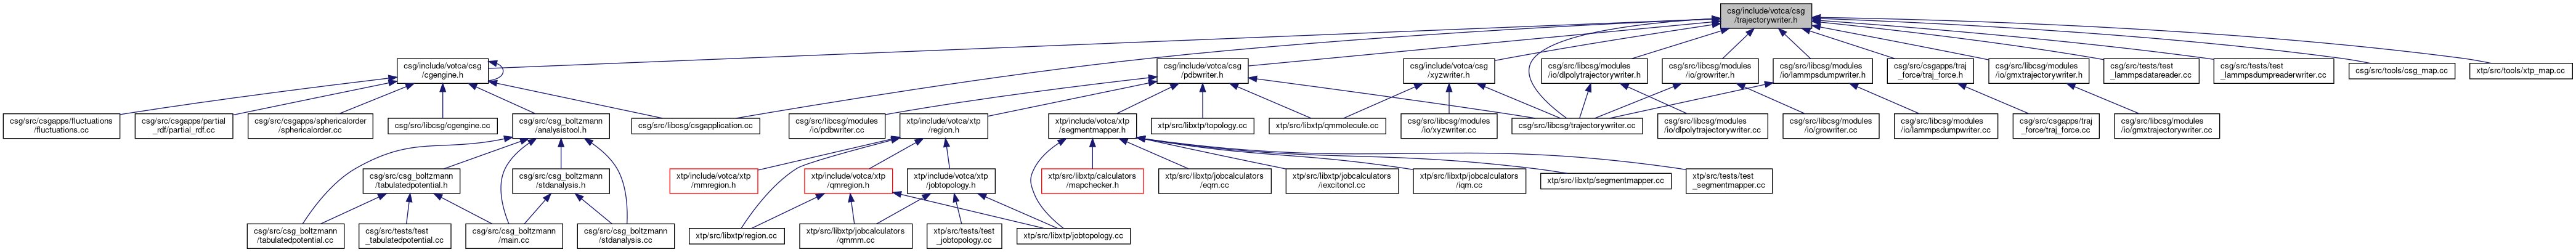 csg/include/votca/csg
/trajectorywriter.h
csg/include/votca/csg
/cgengine.h
csg/include/votca/csg
/pdbwriter.h
csg/include/votca/csg
/xyzwriter.h
csg/src/libcsg/modules
/io/dlpolytrajectorywriter.h
csg/src/libcsg/modules
/io/growriter.h
csg/src/libcsg/modules
/io/lammpsdumpwriter.h
csg/src/csgapps/traj
_force/traj_force.h
csg/src/libcsg/modules
/io/gmxtrajectorywriter.h
csg/src/tests/test
_lammpsdatareader.cc
csg/src/tests/test
_lammpsdumpreaderwriter.cc
csg/src/tools/csg_map.cc
xtp/src/tools/xtp_map.cc
csg/src/csgapps/fluctuations
/fluctuations.cc
csg/src/csgapps/partial
_rdf/partial_rdf.cc
csg/src/csgapps/sphericalorder
/sphericalorder.cc
csg/src/libcsg/cgengine.cc
csg/src/csg_boltzmann
/analysistool.h
csg/src/libcsg/csgapplication.cc
csg/src/libcsg/modules
/io/pdbwriter.cc
xtp/include/votca/xtp
/region.h
xtp/include/votca/xtp
/segmentmapper.h
xtp/src/libxtp/topology.cc
xtp/src/libxtp/qmmolecule.cc
csg/src/libcsg/modules
/io/xyzwriter.cc
csg/src/libcsg/trajectorywriter.cc
csg/src/libcsg/modules
/io/dlpolytrajectorywriter.cc
csg/src/libcsg/modules
/io/growriter.cc
csg/src/libcsg/modules
/io/lammpsdumpwriter.cc
csg/src/csgapps/traj
_force/traj_force.cc
csg/src/libcsg/modules
/io/gmxtrajectorywriter.cc
csg/src/csg_boltzmann
/tabulatedpotential.h
csg/src/csg_boltzmann
/stdanalysis.h
xtp/include/votca/xtp
/mmregion.h
xtp/include/votca/xtp
/qmregion.h
xtp/include/votca/xtp
/jobtopology.h
xtp/src/libxtp/calculators
/mapchecker.h
xtp/src/libxtp/jobcalculators
/eqm.cc
xtp/src/libxtp/jobcalculators
/iexcitoncl.cc
xtp/src/libxtp/jobcalculators
/iqm.cc
xtp/src/libxtp/segmentmapper.cc
xtp/src/tests/test
_segmentmapper.cc
csg/src/csg_boltzmann
/tabulatedpotential.cc
csg/src/tests/test
_tabulatedpotential.cc
csg/src/csg_boltzmann
/main.cc
csg/src/csg_boltzmann
/stdanalysis.cc
xtp/src/libxtp/region.cc
xtp/src/libxtp/jobcalculators
/qmmm.cc
xtp/src/tests/test
_jobtopology.cc
xtp/src/libxtp/jobtopology.cc